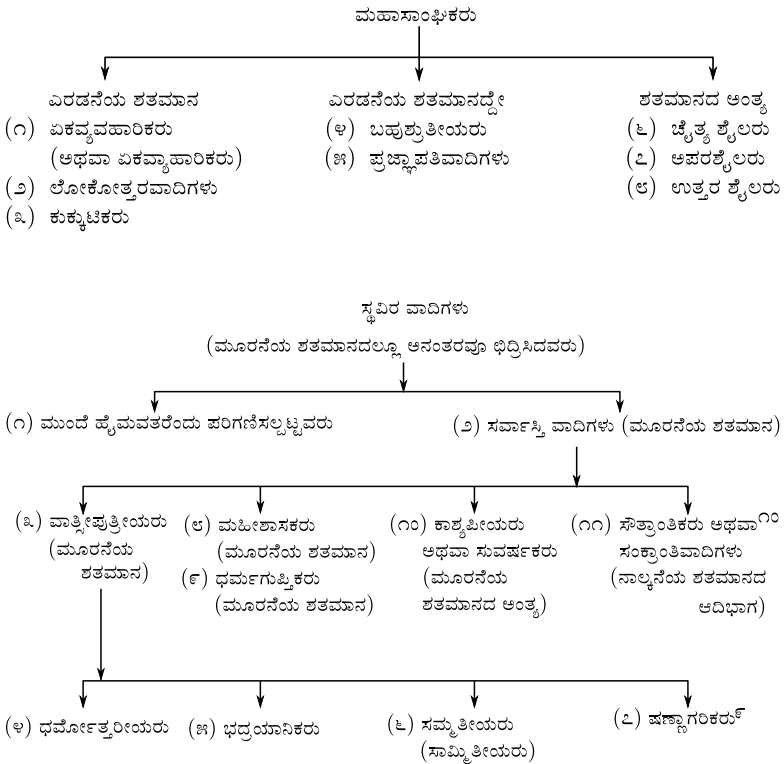 ಮಹಾಸಾಂಘಿಕರು
ಎರಡನೆಯ ಶತಮಾನ
(೧) ಏಕವ್ಯವಹಾರಿಕರು
(ಅಥವಾ ಏಕವ್ಯಾಹಾರಿಕರು)
(೨) ಲೋಕೋತ್ತರವಾದಿಗಳು
(೩) ಕುಕ್ಕುಟಿಕರು
ಎರಡನೆಯ ಶತಮಾನದ್ದೇ
(೪) ಬಹುಶ್ರುತೀಯರು
(೫) ಪ್ರಜ್ಞಾಪತಿವಾದಿಗಳು
ಶತಮಾನದ ಅಂತ್ಯ
(೬) ಚೈತ್ಯ ಶೈಲರು
(೭) ಅಪರಶೈಲರು
(೮) ಉತ್ತರ ಶೈಲರು
ಸ್ಥವಿರ ವಾದಿಗಳು
(ಮೂರನೆಯ ಶತಮಾನದಲ್ಲೂ ಅನಂತರವೂ ಛಿದ್ರಿಸಿದವರು)
(೧) ಮುಂದೆ ಹೈಮವತರೆಂದು ಪರಿಗಣಿಸಲ್ಪಟ್ಟವರು
(೨) ಸರ್ವಾಸ್ತಿ ವಾದಿಗಳು (ಮೂರನೆಯ ಶತಮಾನ)
(೩) ವಾತ್ಸೀಪುತ್ರೀಯರು
(ಮೂರನೆಯ
ಶತಮಾನ)
(೮) ಮಹೀಶಾಸಕರು
(ಮೂರನೆಯ ಶತಮಾನ)
(೯) ಧರ್ಮಗುಪ್ತಿಕರು
(ಮೂರನೆಯ ಶತಮಾನ)
(೧೦) ಕಾಶ್ಯಪೀಯರು
ಅಥವಾ ಸುವರ್ಷಕರು
(ಮೂರನೆಯ
ಶತಮಾನದ ಅಂತ್ಯ)
(೧೧) ಸೌತ್ರಾಂತಿಕರು ಅಥವಾ೧೦
ಸಂಕ್ರಾಂತಿವಾದಿಗಳು
(ನಾಲ್ಕನೆಯ ಶತಮಾನದ
ಆದಿಭಾಗ)
(೪) ಧರ್ಮೋತ್ತರೀಯರು
(೫) ಭದ್ರಯಾನಿಕರು
(೬) ಸಮ್ಮತೀಯರು
(ಸಾಮ್ಮಿತೀಯರು)
(೭) ಷಣ್ಣಾಗರಿಕರು೯